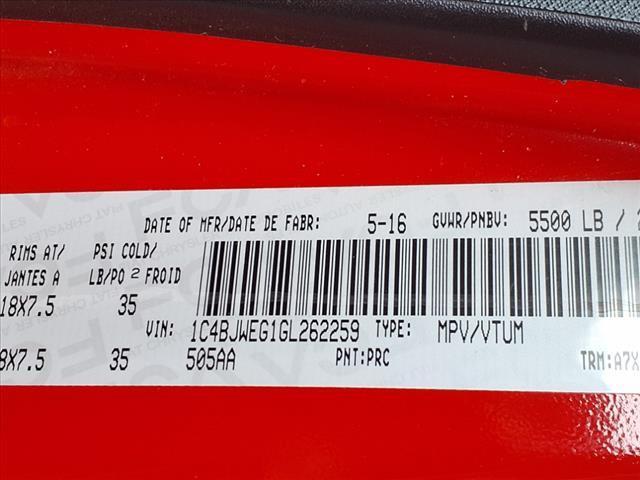 DATE OF MFR/DATE DE FABR: 5-16 GVWR/PNBV: 5500 LB /
RIMS AT/ PSI COLD/
JANTES A LB/PO 2 FROID
18X7.5 35
VIN: 1C4BJWEG1GL262259 TYPE: MPV/VTUM
8X7.5 35 505AA PNT:PRC TRM:A7X